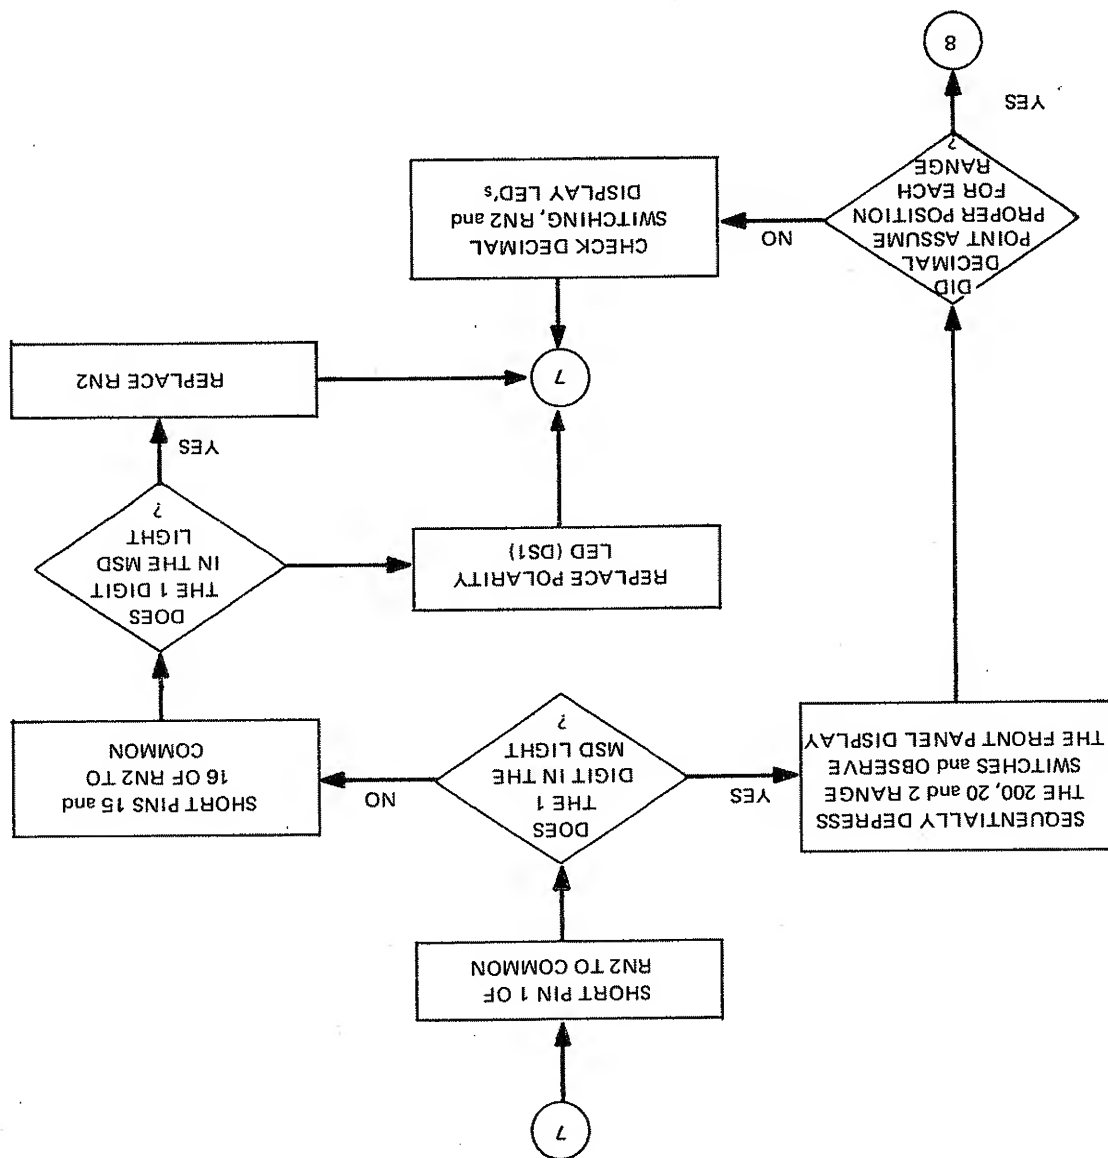 7
SHORT PIN 1 OF
RN2 TO COMMON
DOES
THE 1
DIGIT IN THE
MSD LIGHT
?
YES
NO
SEQUENTIALLY DEPRESS
THE 200, 20 and 2 RANGE
SWITCHES and OBSERVE
THE FRONT PANEL DISPLAY
SHORT PINS 15 and
16 OF RN2 TO
COMMON
DOES
THE 1 DIGIT
IN THE MSD
LIGHT
?
YES
REPLACE POLARITY
LED (DS1)
REPLACE RN2
7
DID
DECIMAL
POINT ASSUME
PROPER POSITION
FOR EACH
RANGE
?
NO
CHECK DECIMAL
SWITCHING, RN2 and
DISPLAY LED's
YES
8